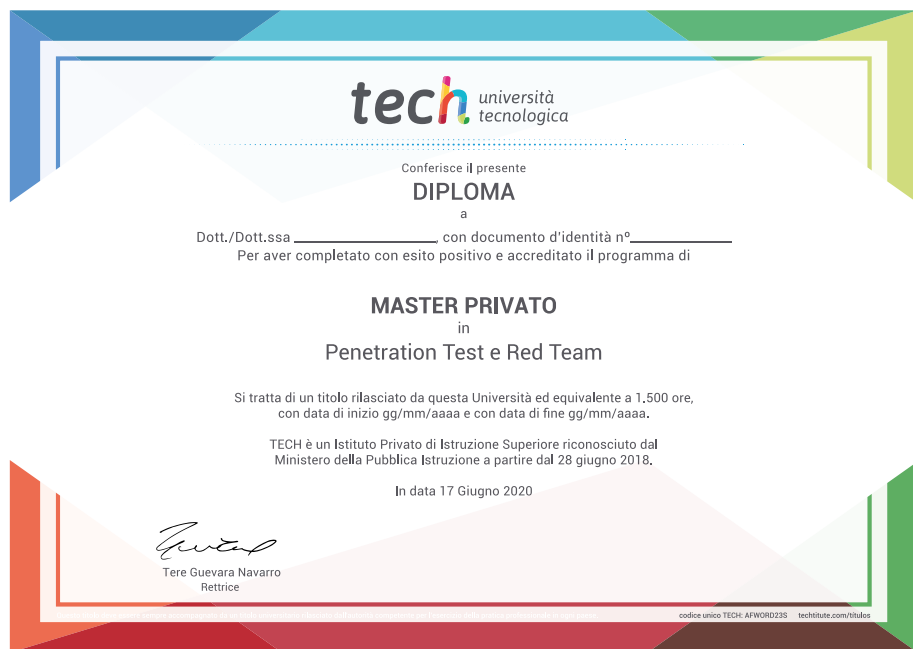 tech università
tecnologica
Conferisce il presente
DIPLOMA
a
Dott./Dott.ssa ____________, con documento d'identità nº____________
Per aver completato con esito positivo e accreditato il programma di
MASTER PRIVATO
in
Penetration Test e Red Team
Si tratta di un titolo rilasciato da questa Università ed equivalente a 1.500 ore,
con data di inizio gg/mm/aaaa e con data di fine gg/mm/aaaa.
TECH è un Istituto Privato di Istruzione Superiore riconosciuto dal
Ministero della Pubblica Istruzione a partire dal 28 giugno 2018.
In data 17 Giugno 2020
Tere Guevara Navarro
Rettrice
codice unico TECH: AFWORD23S techtitute.com/titulos